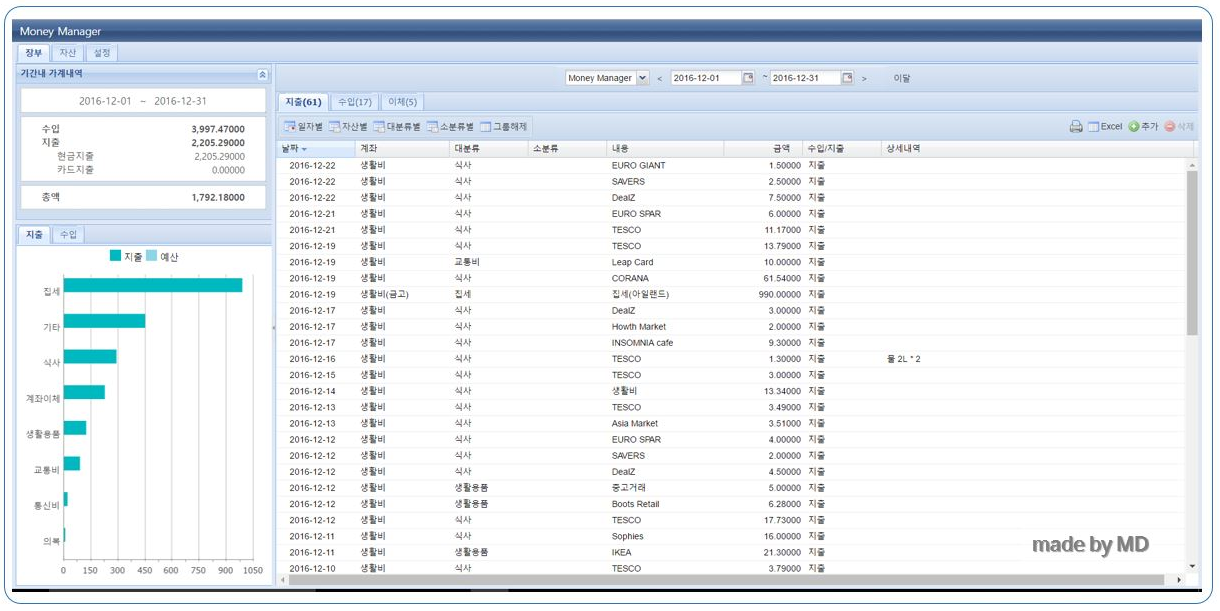 Money Manager
장부 자산 설정
기간내 가계내역
2016-12-01 ~ 2016-12-31
수입 3,997.47000
지출 2,205.29000
현금지출 2,205.29000
카드지출 0.00000
총액 1,792.18000
지출 수입
지출 예산
집세
기타
식사
계좌이체
생활용품
교통비
통신비
의복
0 150 300 450 600 750 900 1050
Money Manager < 2016-12-01 ~ 2016-12-31 > 이달
지출(61) 수입(17) 이체(5)
일자별 자산별 대분류별 소분류별 그룹해제 Excel 추가 삭제
날짜 계좌 대분류 소분류 내용 금액 수입/지출 상세내역
2016-12-22 생활비 식사 EURO GIANT 1.50000 지출
2016-12-22 생활비 식사 SAVERS 2.50000 지출
2016-12-22 생활비 식사 DealZ 7.50000 지출
2016-12-21 생활비 식사 EURO SPAR 6.00000 지출
2016-12-21 생활비 식사 TESCO 11.17000 지출
2016-12-19 생활비 식사 TESCO 13.79000 지출
2016-12-19 생활비 교통비 Leap Card 10.00000 지출
2016-12-19 생활비 식사 CORANA 61.54000 지출
2016-12-19 생활비(금고) 집세 집세(아일랜드) 990.00000 지출
2016-12-17 생활비 식사 DealZ 3.00000 지출
2016-12-17 생활비 식사 Howth Market 2.00000 지출
2016-12-17 생활비 식사 INSOMNIA cafe 9.30000 지출
2016-12-16 생활비 식사 TESCO 1.30000 지출 물 2L * 2
2016-12-15 생활비 식사 TESCO 3.00000 지출
2016-12-14 생활비 식사 생활비 13.34000 지출
2016-12-13 생활비 식사 TESCO 3.49000 지출
2016-12-13 생활비 식사 Asia Market 3.51000 지출
2016-12-12 생활비 식사 EURO SPAR 4.00000 지출
2016-12-12 생활비 식사 SAVERS 2.00000 지출
2016-12-12 생활비 식사 DealZ 4.50000 지출
2016-12-12 생활비 생활용품 중고거래 5.00000 지출
2016-12-12 생활비 생활용품 Boots Retail 6.28000 지출
2016-12-12 생활비 식사 TESCO 17.73000 지출
2016-12-11 생활비 식사 Sophies 16.00000 지출
2016-12-11 생활비 생활용품 IKEA 21.30000 지출
2016-12-10 생활비 식사 TESCO 3.79000 지출
made by MD